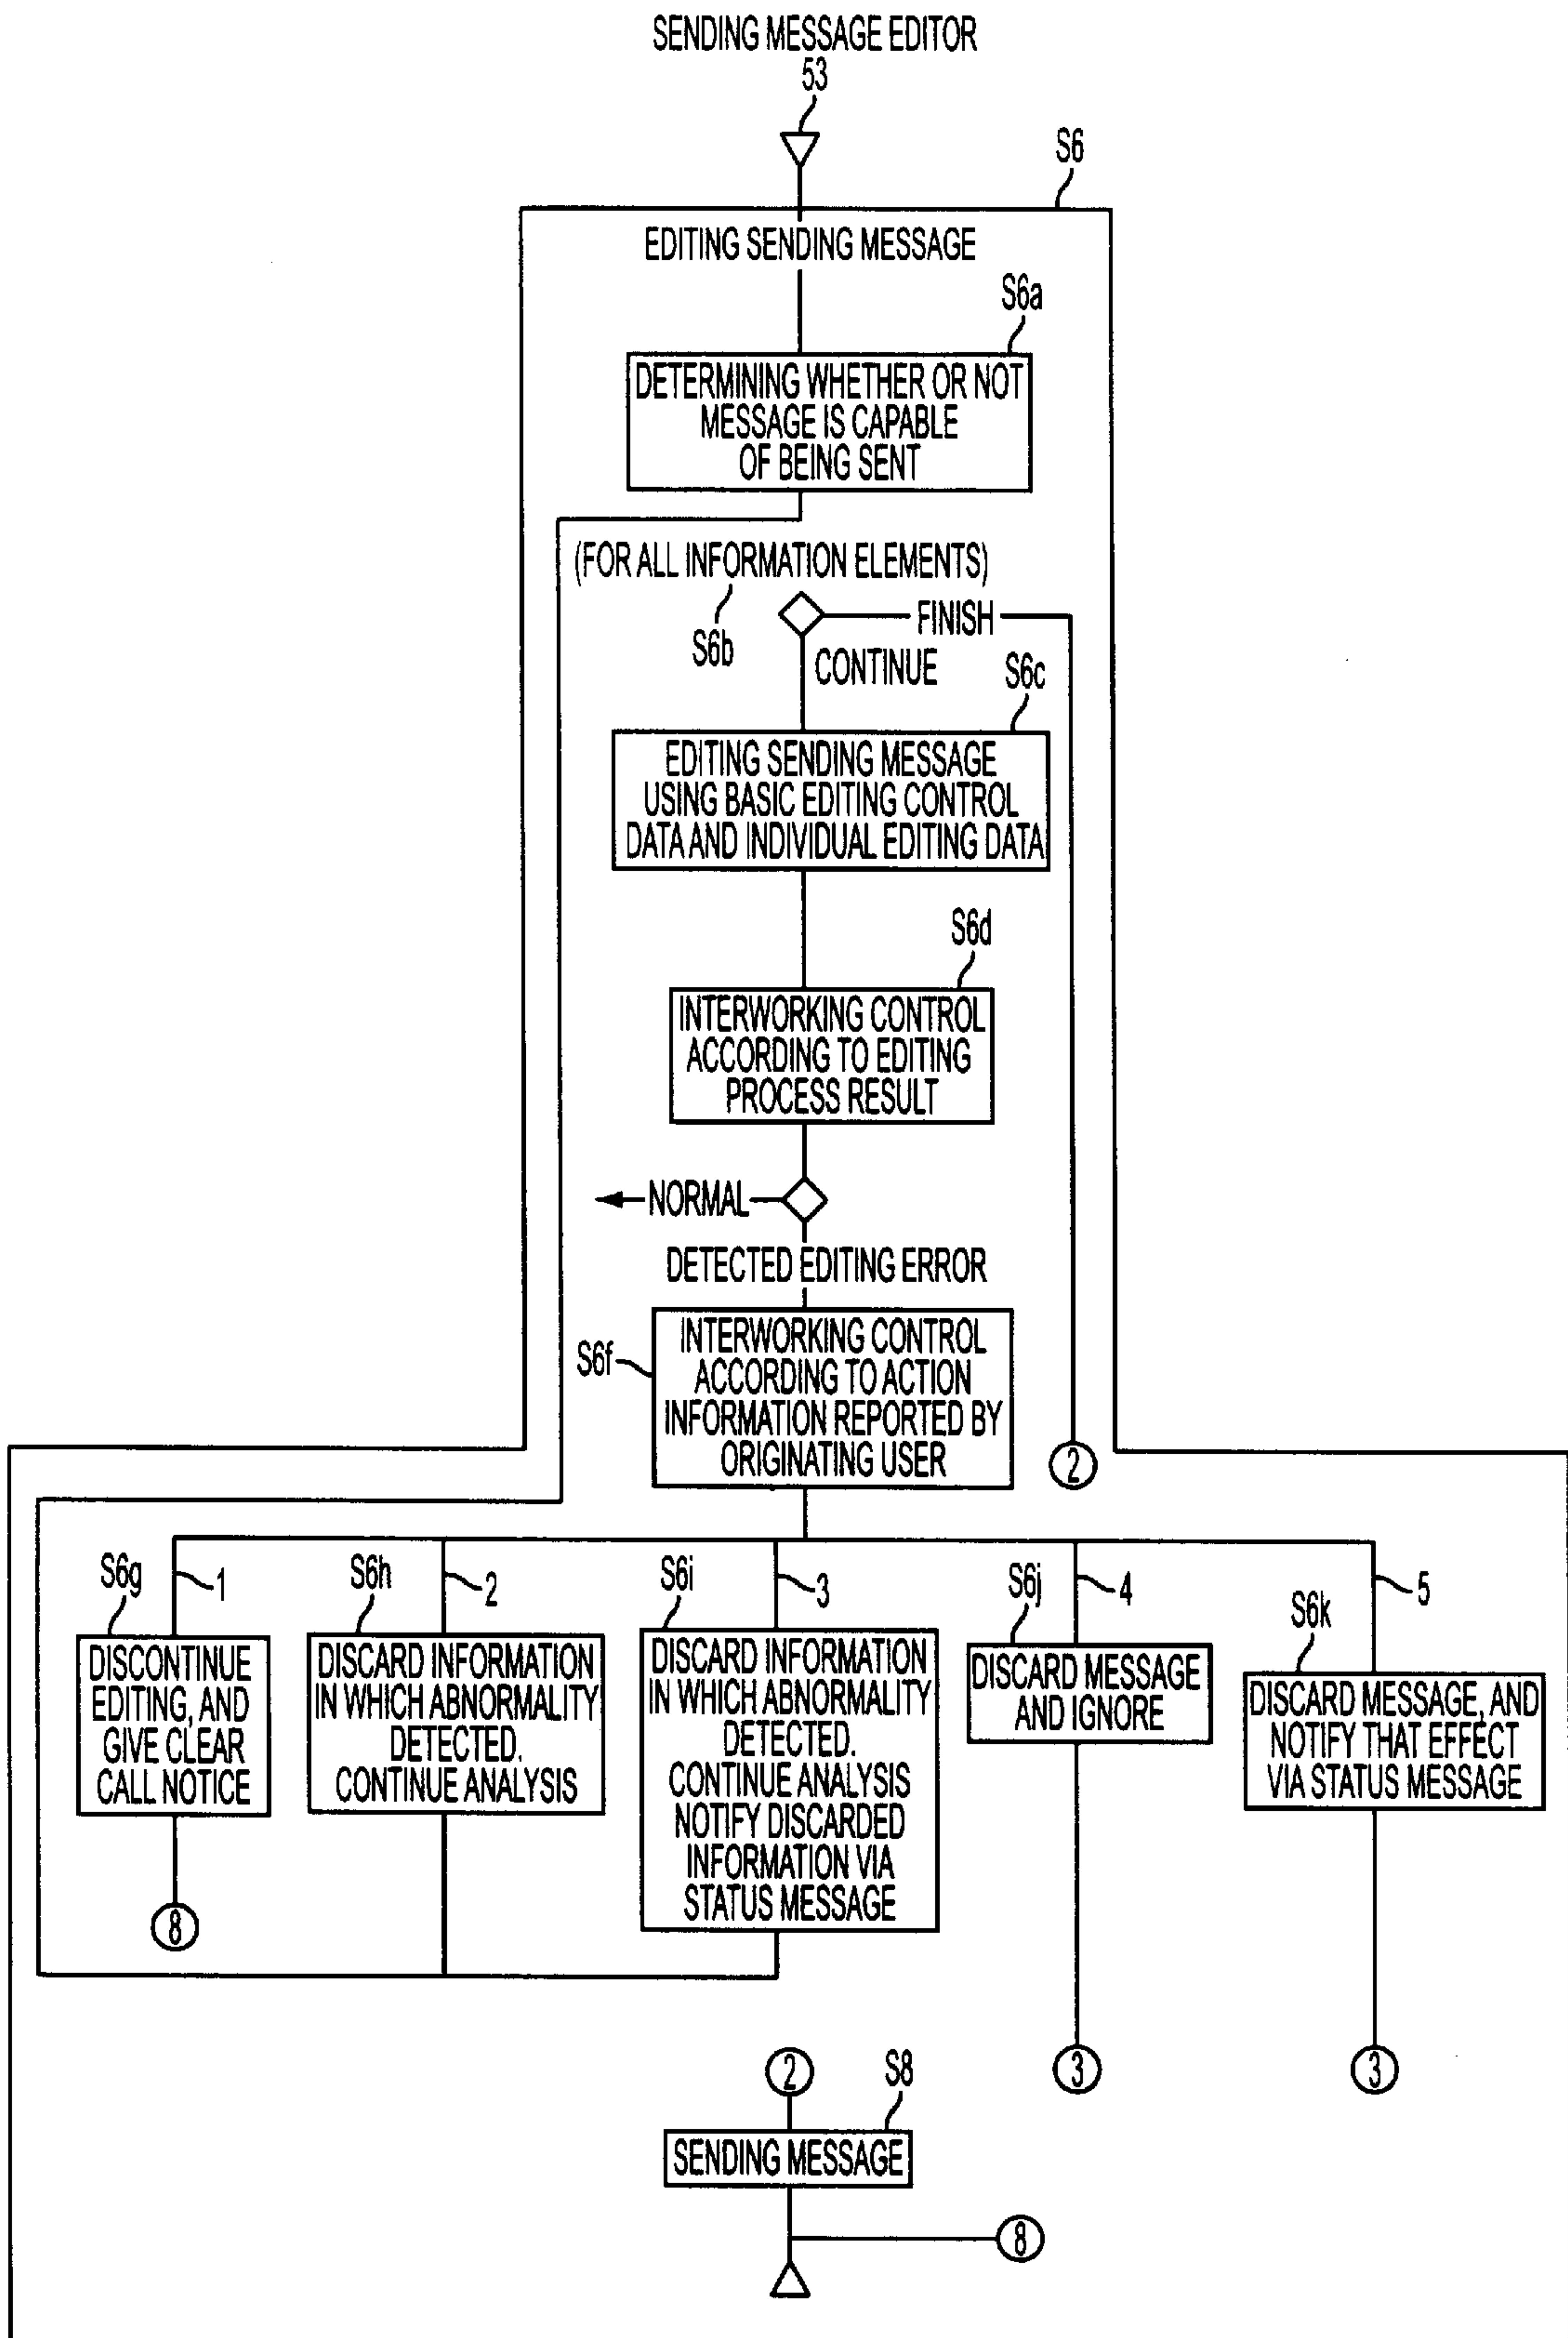 SENDING MESSAGE EDITOR
53
S6
EDITING SENDING MESSAGE
S6a
DETERMINING WHETHER OR NOT
MESSAGE IS CAPABLE
OF BEING SENT
(FOR ALL INFORMATION ELEMENTS)
S6b
FINISH
CONTINUE
S6c
EDITING SENDING MESSAGE
USING BASIC EDITING CONTROL
DATA AND INDIVIDUAL EDITING DATA
S6d
INTERWORKING CONTROL
ACCORDING TO EDITING
PROCESS RESULT
NORMAL
DETECTED EDITING ERROR
S6f
INTERWORKING CONTROL
ACCORDING TO ACTION
INFORMATION REPORTED BY
ORIGINATING USER
2
S6g
1
DISCONTINUE
EDITING, AND
GIVE CLEAR
CALL NOTICE
8
S6h
2
DISCARD INFORMATION
IN WHICH ABNORMALITY
DETECTED.
CONTINUE ANALYSIS
S6i
3
DISCARD INFORMATION
IN WHICH ABNORMALITY
DETECTED.
CONTINUE ANALYSIS
NOTIFY DISCARDED
INFORMATION VIA
STATUS MESSAGE
S6j
4
DISCARD MESSAGE
AND IGNORE
3
S6k
5
DISCARD MESSAGE, AND
NOTIFY THAT EFFECT
VIA STATUS MESSAGE
3
2
S8
SENDING MESSAGE
8